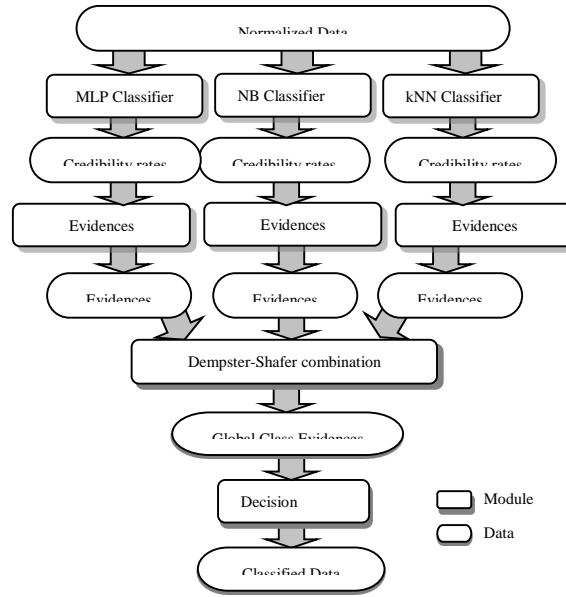 Normalized Data
MLP Classifier
NB Classifier
kNN Classifier
Credibility rates
Credibility rates
Credibility rates
Evidences
Evidences
Evidences
Evidences
Evidences
Evidences
Dempster-Shafer combination
Global Class Evidences
Decision
Module
Data
Classified Data